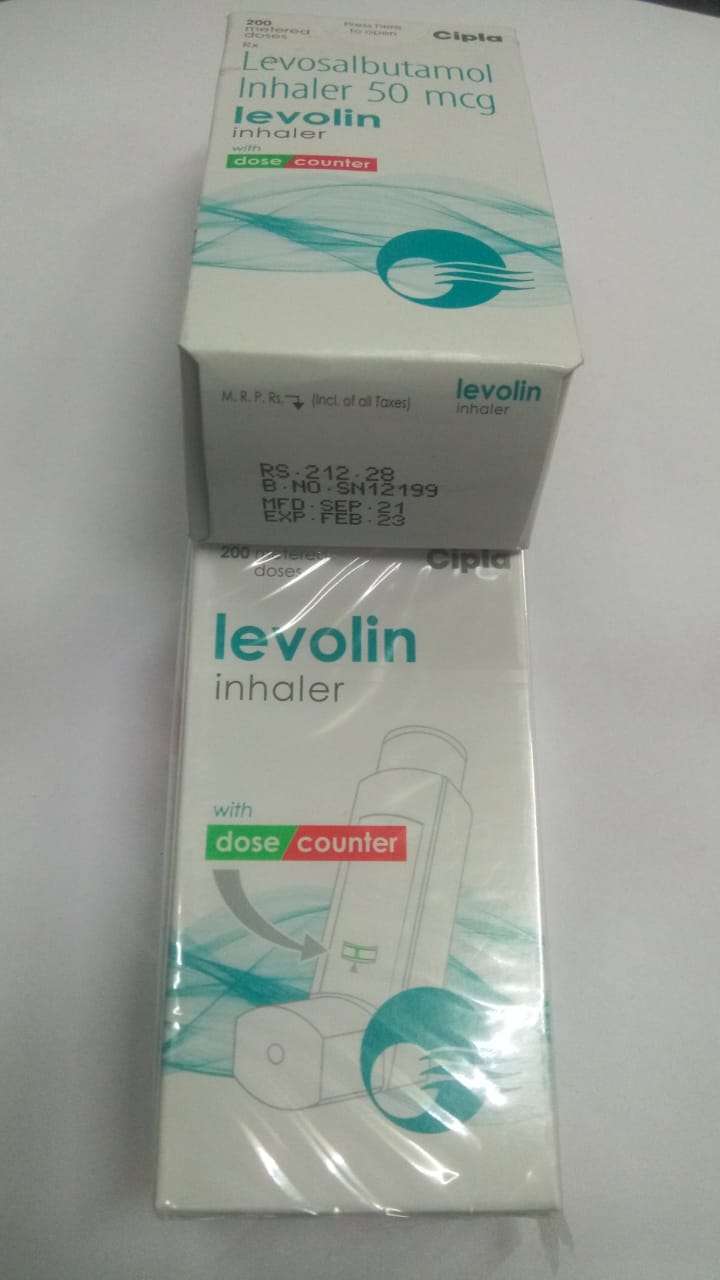 200
metered
doses
Press here
to open
Cipla
Rx
Levosalbutamol
Inhaler 50 mcg
levolin
inhaler
with
dose counter
M. R. P. Rs. (Incl. of all Taxes)
levolin
inhaler
RS.212.28
B.NO.SN12199
MFD.SEP.21
EXP.FEB.23
200 metered
doses
Cipla
levolin
inhaler
with
dose counter